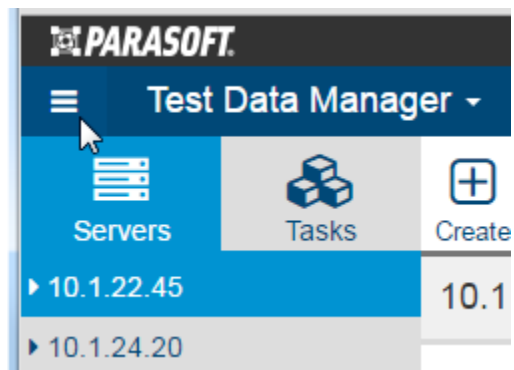 PARASOFT.
Test Data Manager
Servers
Tasks
Create
10.1.22.45
10.1
10.1.24.20